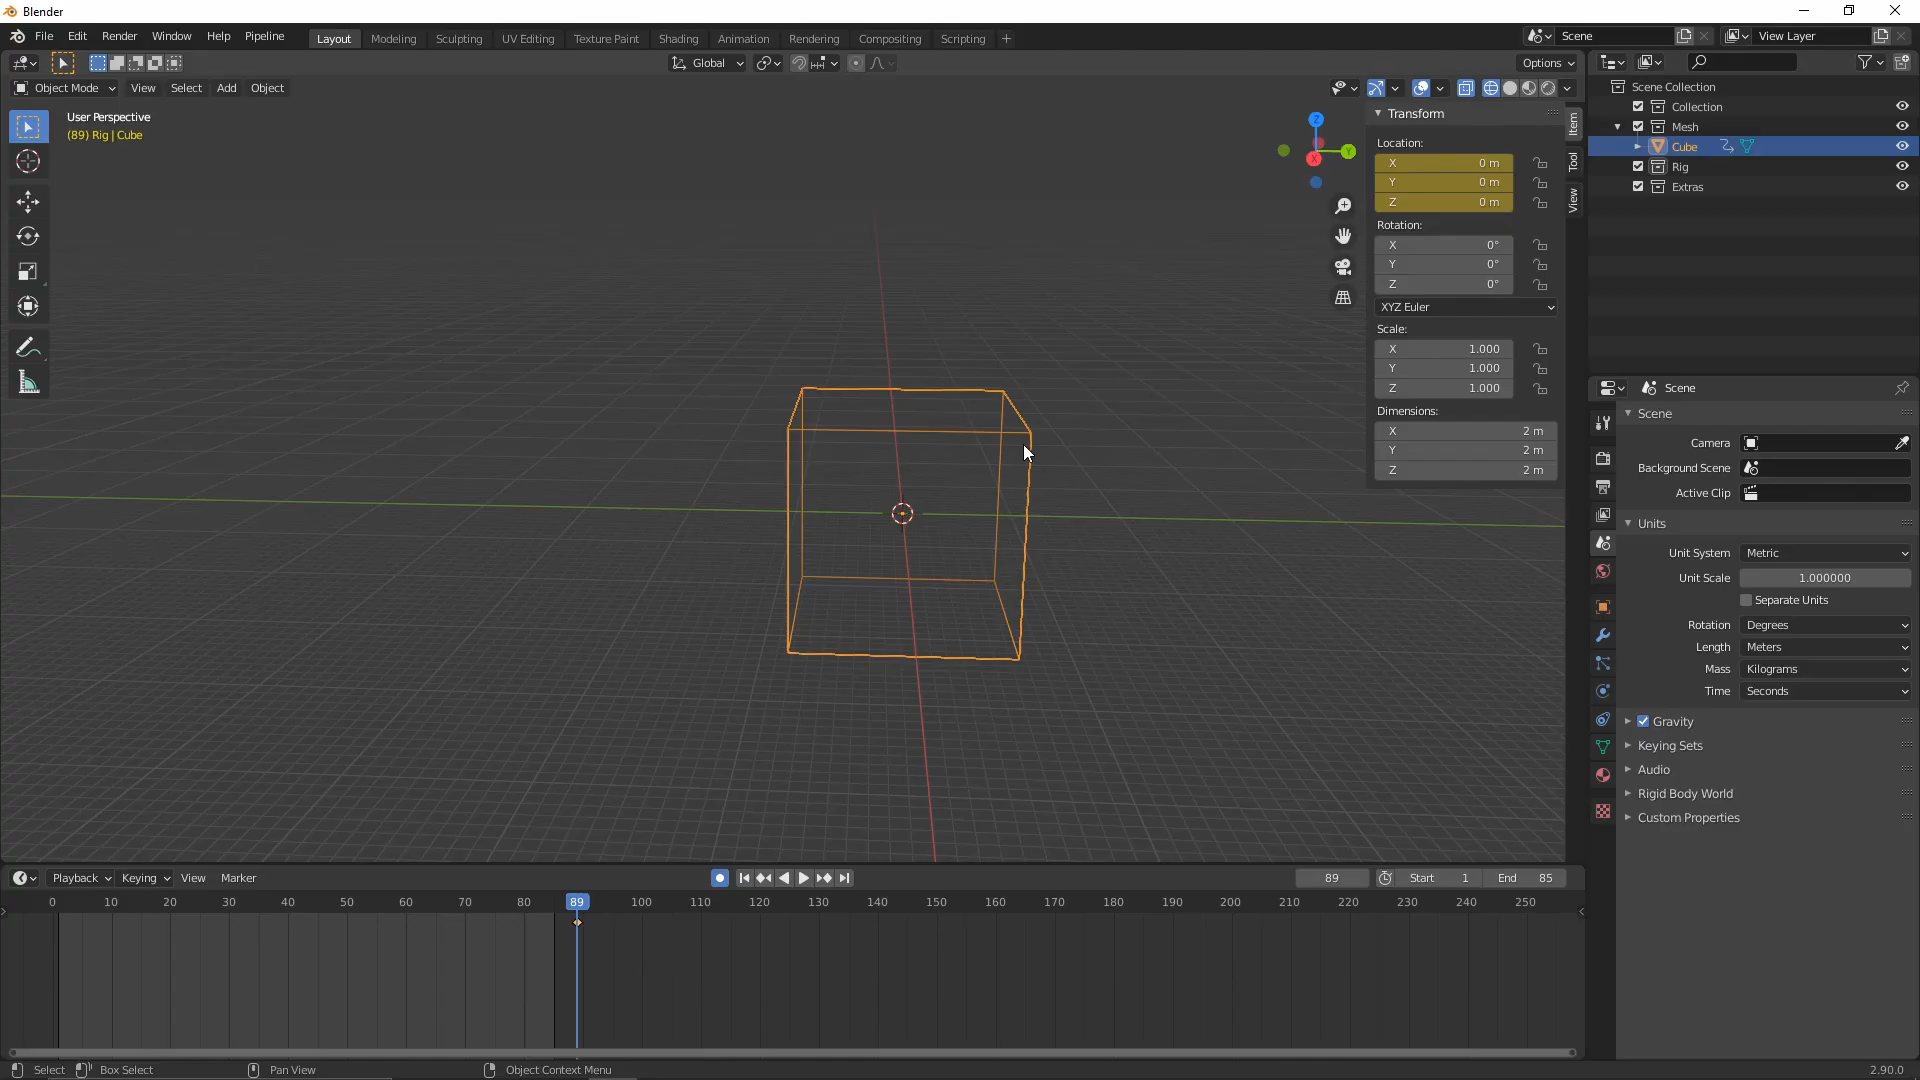 Blender
File Edit Render Window Help Pipeline Layout Modeling Sculpting UV Editing Texture Paint Shading Animation Rendering Compositing Scripting + Scene View Layer
Global Options
Object Mode View Select Add Object
User Perspective
(89) Rig | Cube
Z
Y
X
Transform
Location:
X 0 m
Y 0 m
Z 0 m
Rotation:
X 0°
Y 0°
Z 0°
XYZ Euler
Scale:
X 1.000
Y 1.000
Z 1.000
Dimensions:
X 2 m
Y 2 m
Z 2 m
Item
Tool
View
Scene Collection
Collection
Mesh
Cube
Rig
Extras
Scene
Scene
Camera
Background Scene
Active Clip
Units
Unit System Metric
Unit Scale 1.000000
Separate Units
Rotation Degrees
Length Meters
Mass Kilograms
Time Seconds
Gravity
Keying Sets
Audio
Rigid Body World
Custom Properties
Playback Keying View Marker 89 Start 1 End 85
0 10 20 30 40 50 60 70 80 89 100 110 120 130 140 150 160 170 180 190 200 210 220 230 240 250
Select Box Select Pan View Object Context Menu 2.90.0